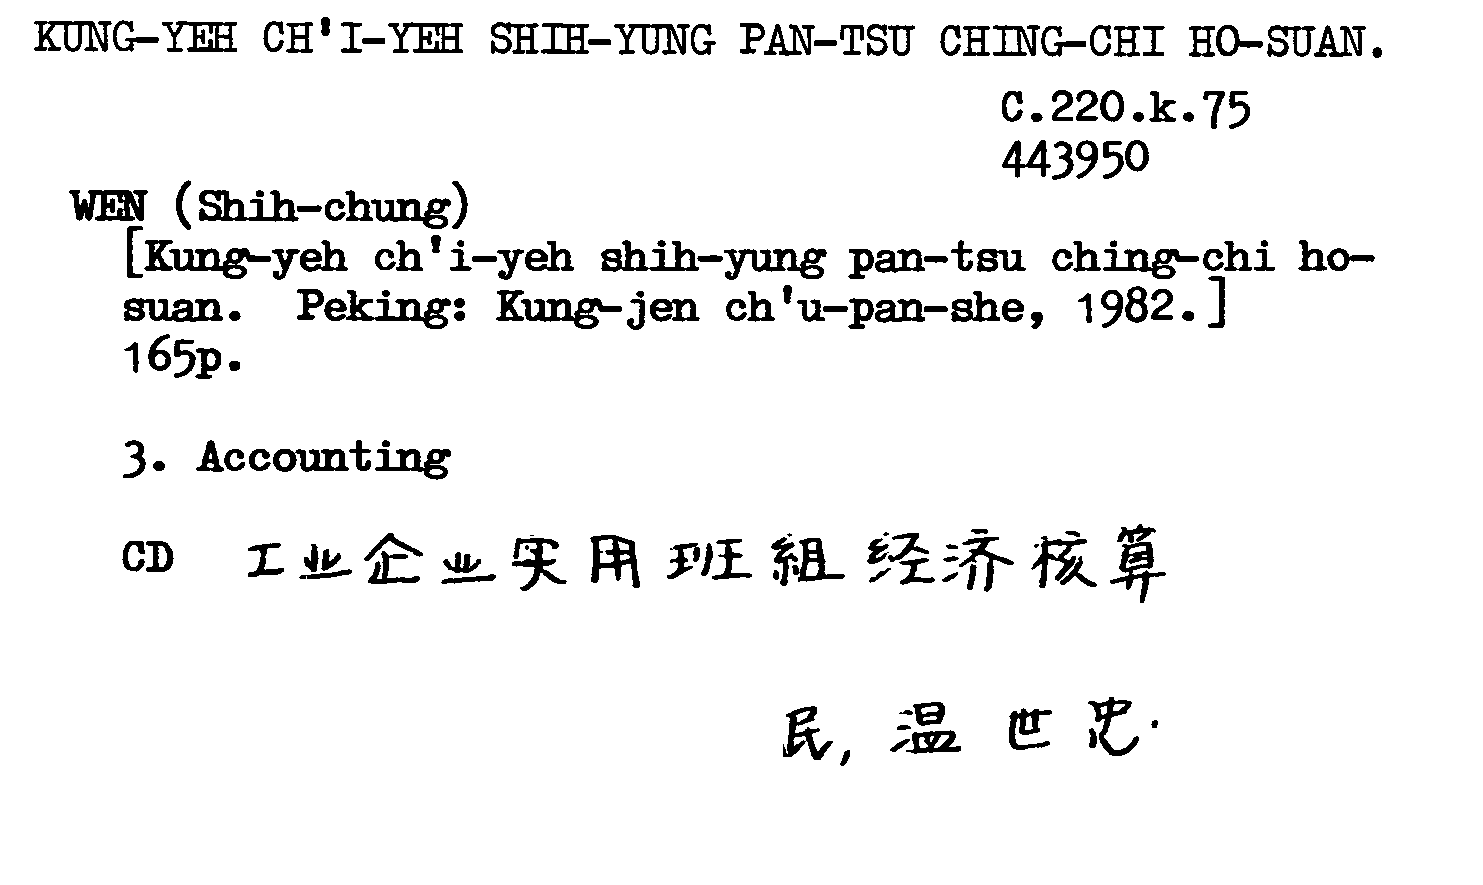 KUNG-YEH CH'I-YEH SHIH-YUNG PAN-TSU CHING-CHI HO-SUAN.
C.220.k.75
443950
WEN (Shih-chung)
[Kung-yeh ch'i-yeh shih-yung pan-tsu ching-chi ho-
suan. Peking: Kung-jen ch'u-pan-she, 1982.]
165p.
3. Accounting
CD 工业企业实用班組经济核算
民, 温世忠.